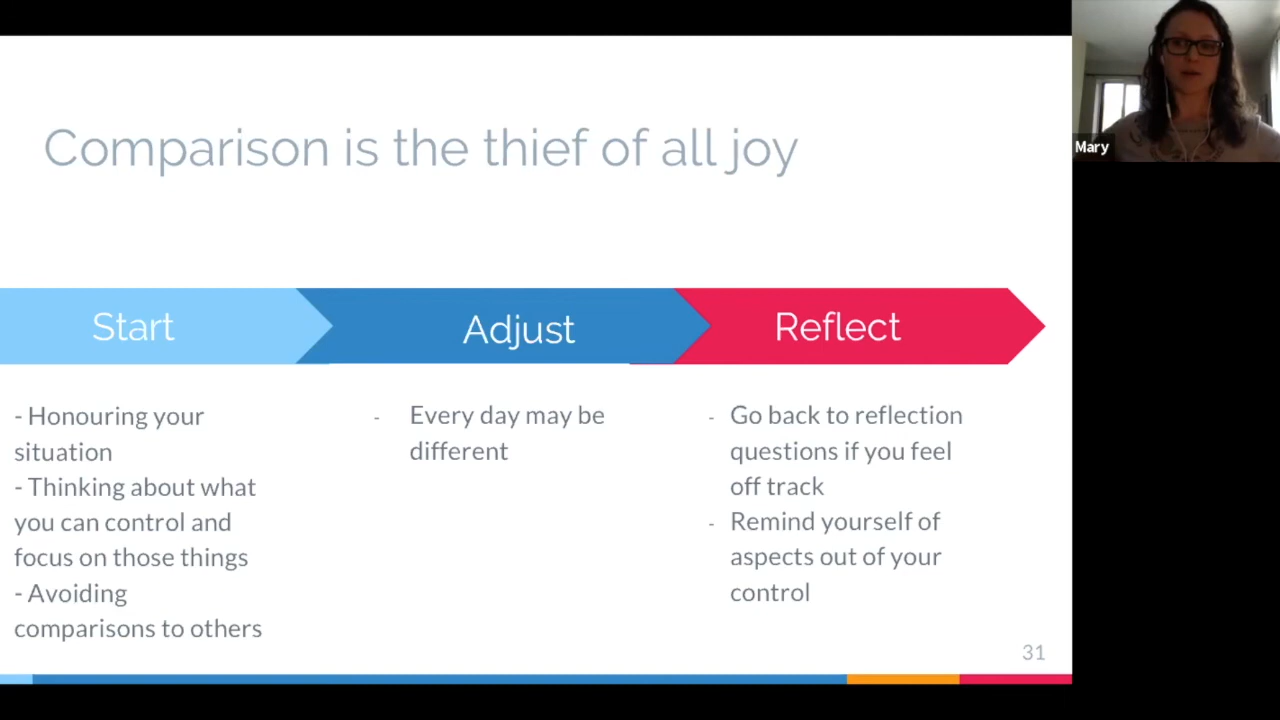 Comparison is the thief of all joy
Mary
Start
Adjust
Reflect
- Honouring your
situation
- Thinking about what
you can control and
focus on those things
- Avoiding
comparisons to others
- Every day may be
different
- Go back to reflection
questions if you feel
off track
- Remind yourself of
aspects out of your
control
31